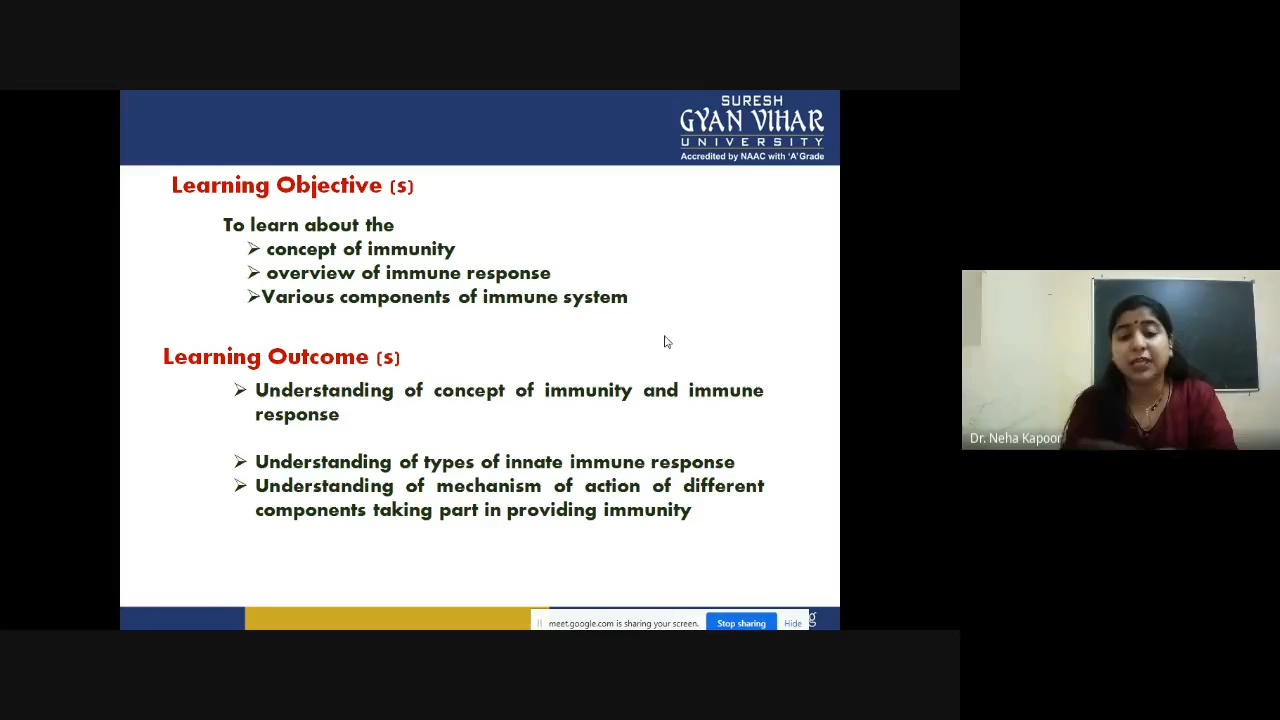 SURESH
GYAN VIHAR
UNIVERSITY
Accredited by NAAC with 'A' Grade
Learning Objective (s)
To learn about the
➢ concept of immunity
➢ overview of immune response
➢Various components of immune system
Learning Outcome (s)
➢ Understanding of concept of immunity and immune
response
➢ Understanding of types of innate immune response
➢ Understanding of mechanism of action of different
components taking part in providing immunity
meet.google.com is sharing your screen.
Stop sharing
Hide
Dr. Neha Kapoor